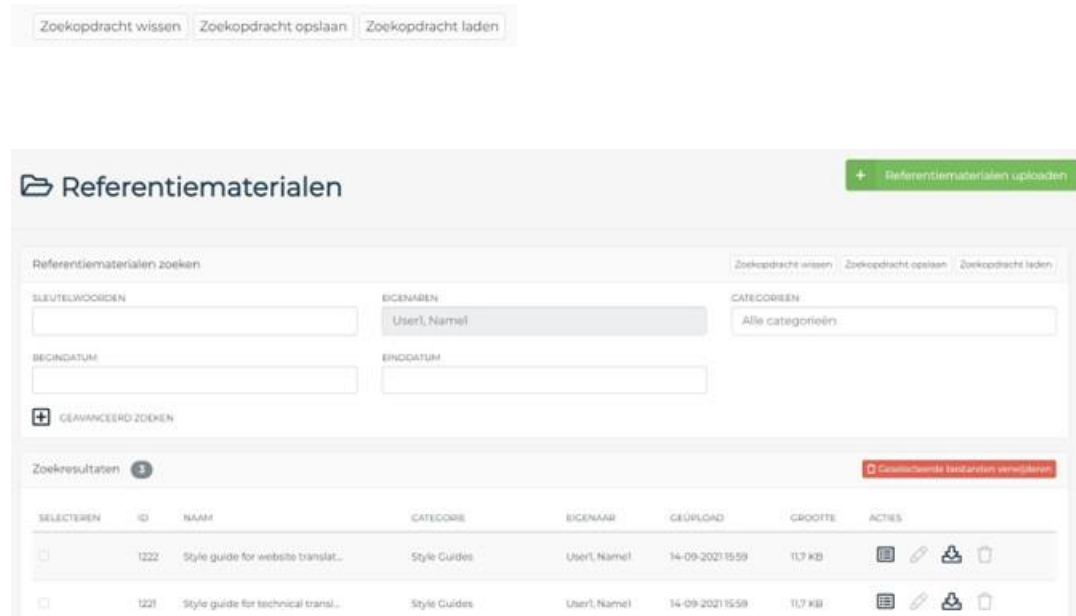 Zoekopdracht wissen Zoekopdracht opslaan Zoekopdracht laden
Referentiematerialen
+ Referentiematerialen uploaden
Referentiematerialen zoeken Zoekopdracht wissen Zoekopdracht opslaan Zoekopdracht laden
SLEUTELWOORDEN EIGENAREN CATEGORIEËN
User1, Name1 Alle categorieën
BEGINDATUM EINDDATUM
GEAVANCEERD ZOEKEN
Zoekresultaten 3 Geselecteerde bestanden verwijderen
SELECTEREN ID NAAM CATEGORIE EIGENAAR GEÜPLOAD GROOTTE ACTIES
1222 Style guide for website translat... Style Guides User1, Name1 14-09-2021 15:59 11,7 KB
1221 Style guide for technical transl... Style Guides User1, Name1 14-09-2021 15:59 11,7 KB